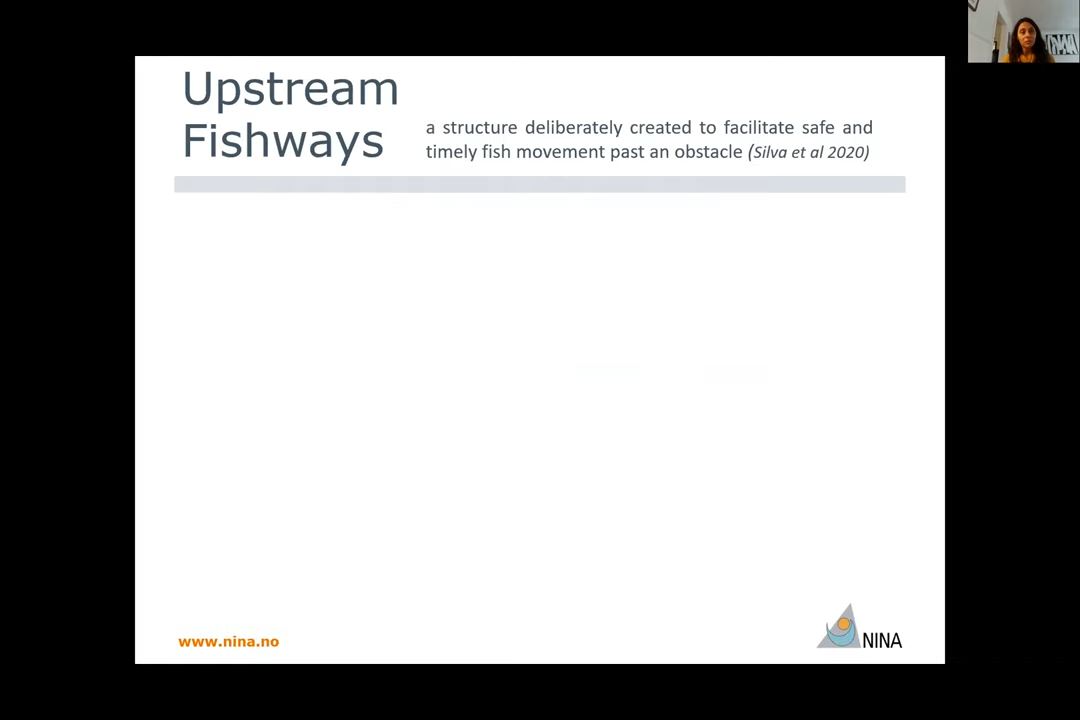 Upstream
Fishways
a structure deliberately created to facilitate safe and
timely fish movement past an obstacle (Silva et al 2020)
www.nina.no
NINA